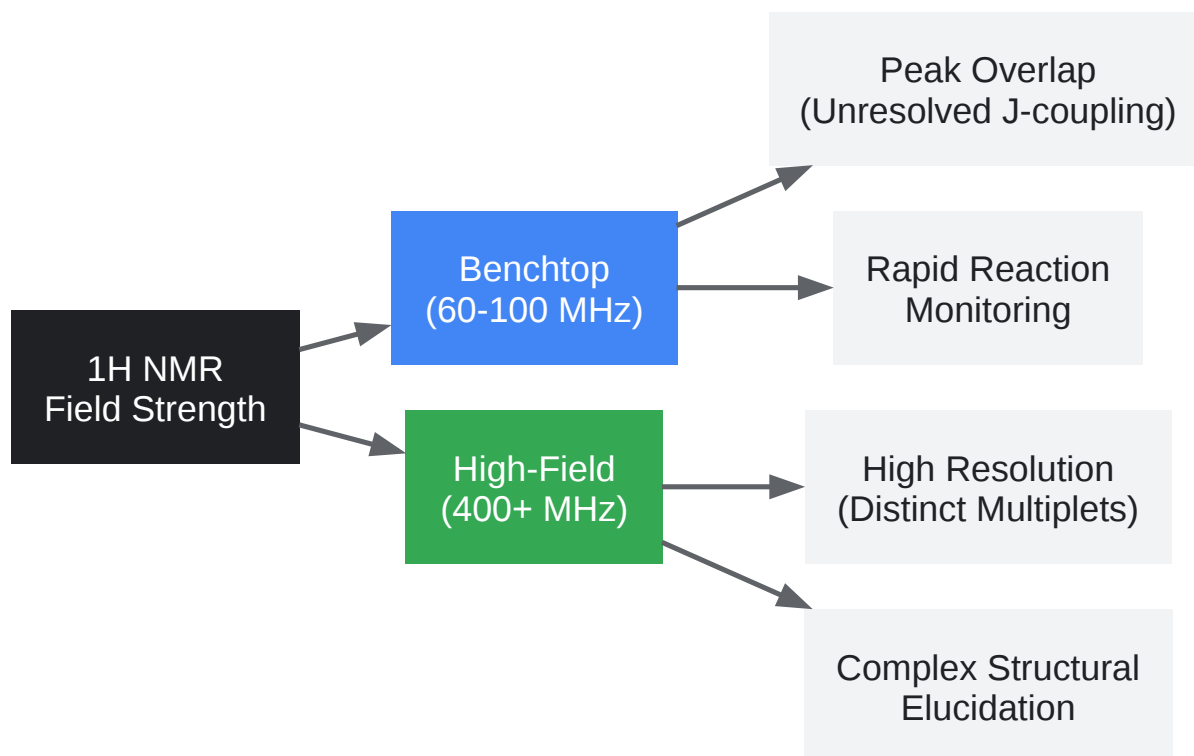 1H NMR
Field Strength
Benchtop
(60-100 MHz)
High-Field
(400+ MHz)
Peak Overlap
(Unresolved J-coupling)
Rapid Reaction
Monitoring
High Resolution
(Distinct Multiplets)
Complex Structural
Elucidation